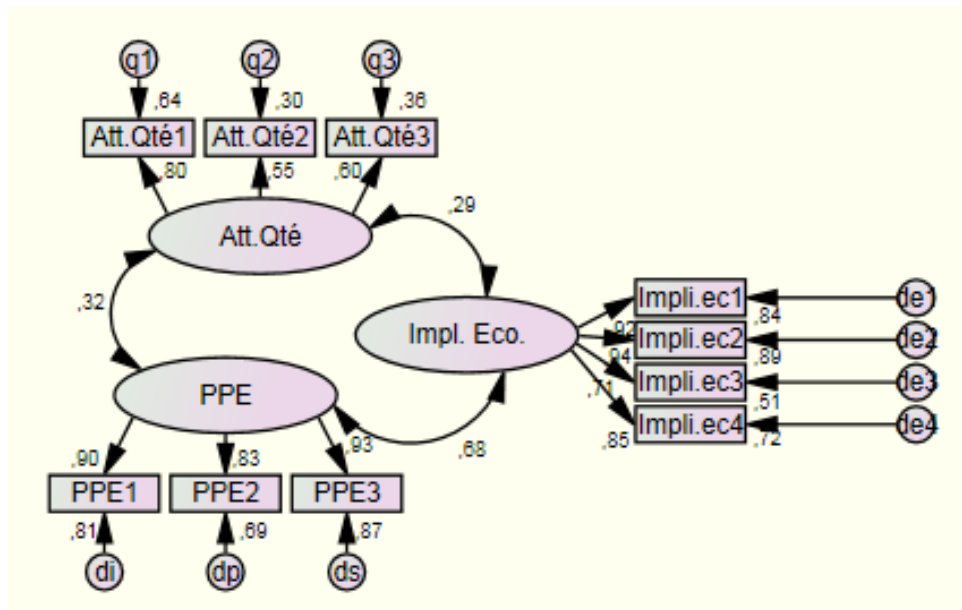 q1 q2 q3
,64 ,30 ,36
Att.Qté1 Att.Qté2 Att.Qté3
,80 ,55 ,60
Att.Qté
,29
,32
Impl. Eco.
Impli.ec1 de1
,92 ,84
Impli.ec2 de2
,94 ,89
Impli.ec3 de3
,71 ,51
Impli.ec4 de4
,85 ,72
PPE
,68
,90 ,83 ,93
PPE1 PPE2 PPE3
,81 ,69 ,87
di dp ds